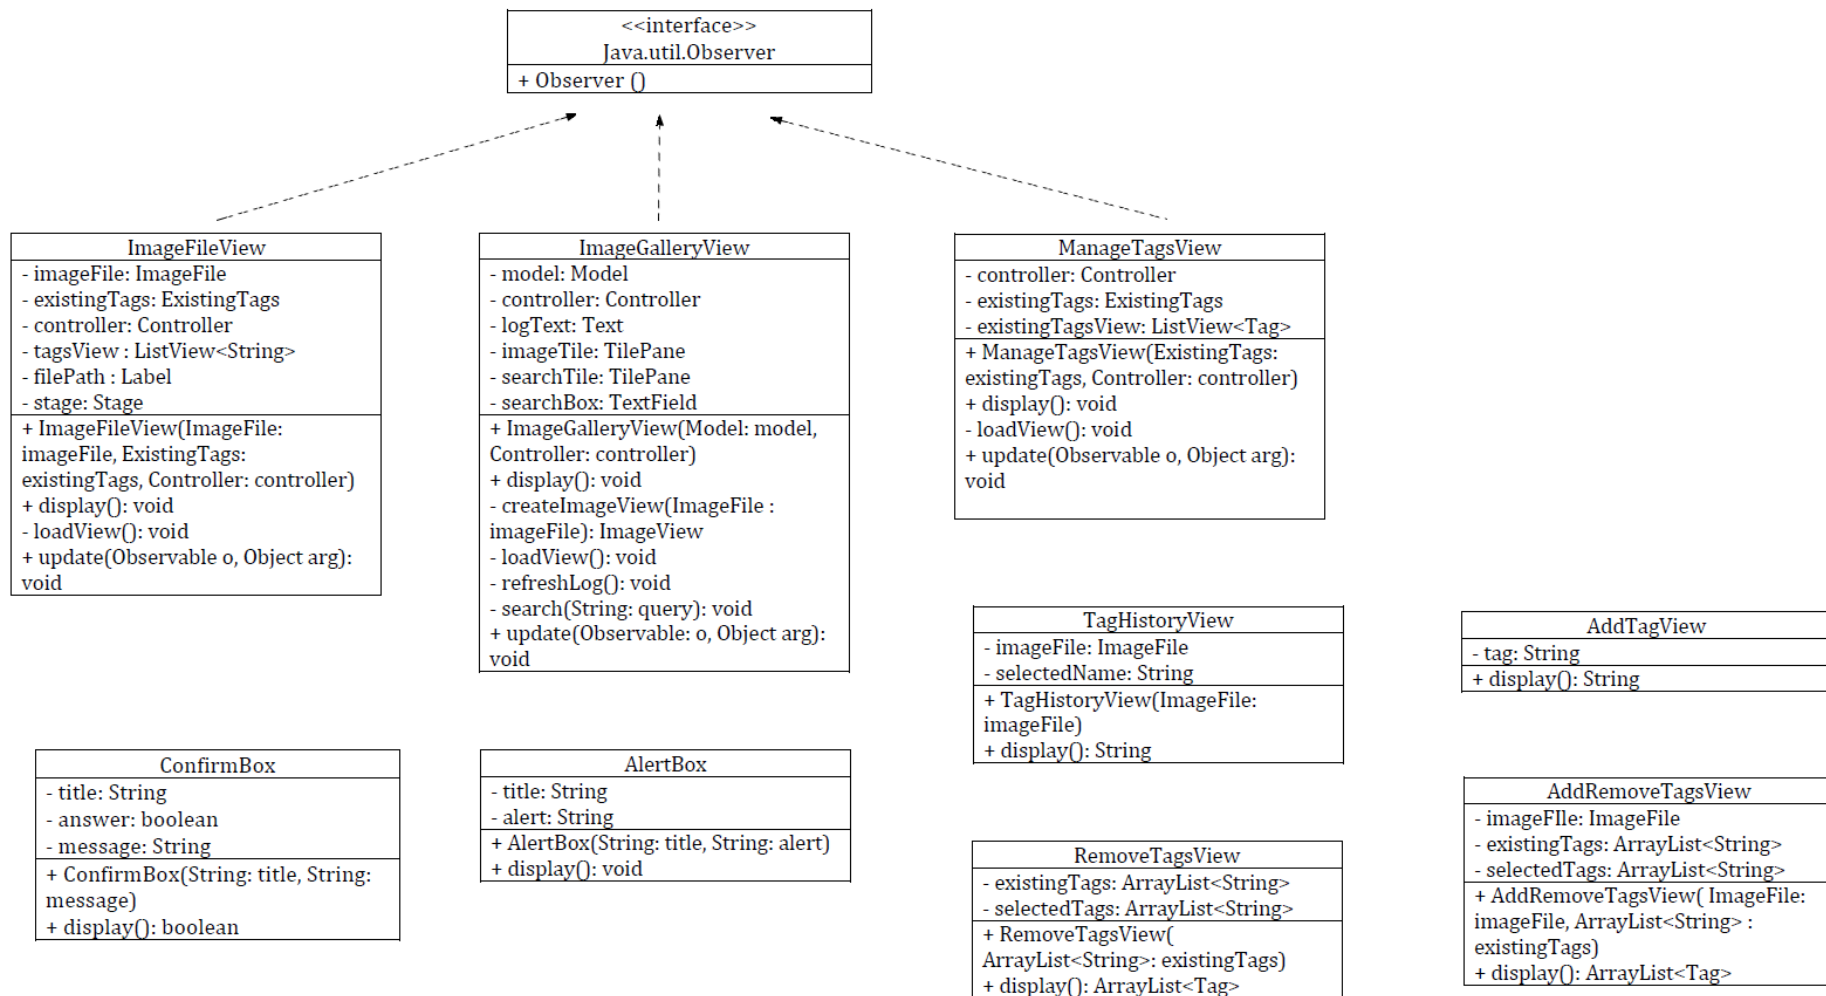 <<interface>>
Java.util.Observer
+ Observer ()
ImageFileView
- imageFile: ImageFile
- existingTags: ExistingTags
- controller: Controller
- tagsView : ListView<String>
- filePath : Label
- stage: Stage
+ ImageFileView(ImageFile:
imageFile, ExistingTags:
existingTags, Controller: controller)
+ display(): void
- loadView(): void
+ update(Observable o, Object arg):
void
ImageGalleryView
- model: Model
- controller: Controller
- logText: Text
- imageTile: TilePane
- searchTile: TilePane
- searchBox: TextField
+ ImageGalleryView(Model: model,
Controller: controller)
+ display(): void
- createImageView(ImageFile :
imageFile): ImageView
- loadView(): void
- refreshLog(): void
- search(String: query): void
+ update(Observable: o, Object arg):
void
ManageTagsView
- controller: Controller
- existingTags: ExistingTags
- existingTagsView: ListView<Tag>
+ ManageTagsView(ExistingTags:
existingTags, Controller: controller)
+ display(): void
- loadView(): void
+ update(Observable o, Object arg):
void
TagHistoryView
- imageFile: ImageFile
- selectedName: String
+ TagHistoryView(ImageFile:
imageFile)
+ display(): String
AddTagView
- tag: String
+ display(): String
ConfirmBox
- title: String
- answer: boolean
- message: String
+ ConfirmBox(String: title, String:
message)
+ display(): boolean
AlertBox
- title: String
- alert: String
+ AlertBox(String: title, String: alert)
+ display(): void
RemoveTagsView
- existingTags: ArrayList<String>
- selectedTags: ArrayList<String>
+ RemoveTagsView(
ArrayList<String>: existingTags)
+ display(): ArrayList<Tag>
AddRemoveTagsView
- imageFIle: ImageFile
- existingTags: ArrayList<String>
- selectedTags: ArrayList<String>
+ AddRemoveTagsView( ImageFile:
imageFile, ArrayList<String> :
existingTags)
+ display(): ArrayList<Tag>